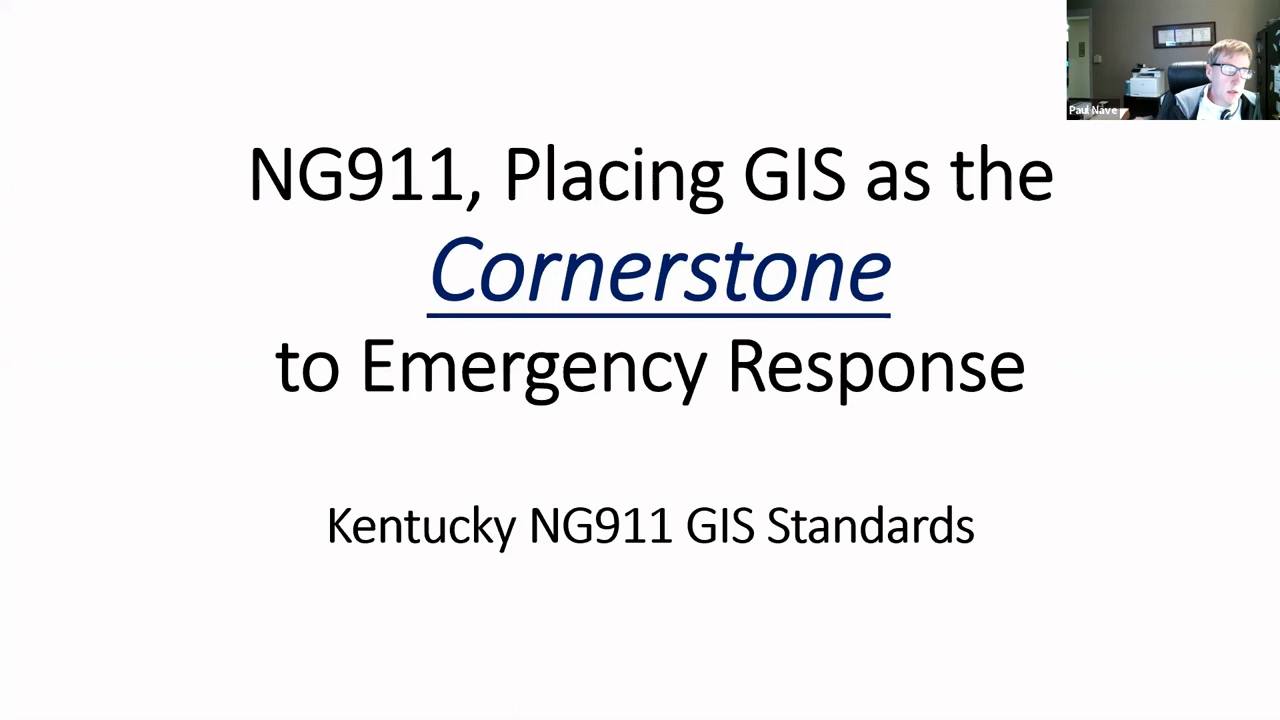 Paul Nave
NG911, Placing GIS as the
Cornerstone
to Emergency Response
Kentucky NG911 GIS Standards